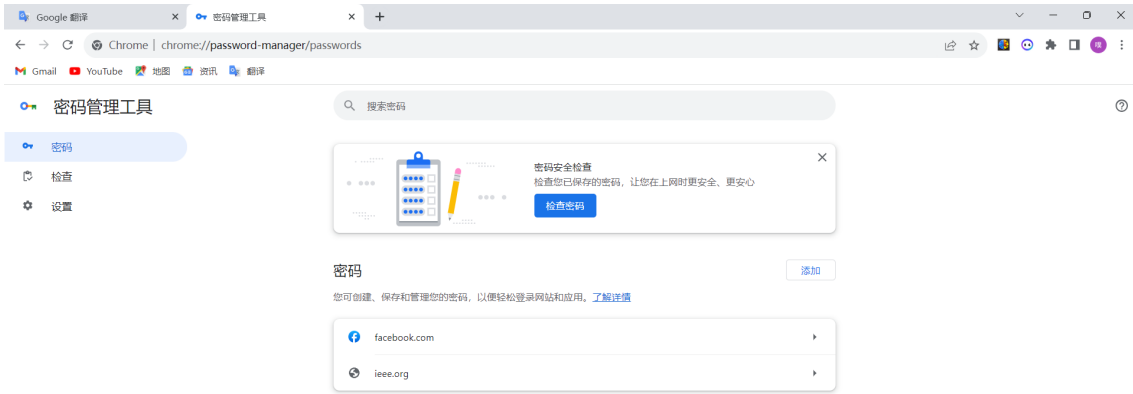 Google 翻译
密码管理工具
Chrome | chrome://password-manager/passwords
Gmail YouTube 地图 资讯 翻译
密码管理工具
搜索密码
密码
检查
设置
密码安全检查
检查您已保存的密码，让您在上网时更安全、更安心
检查密码
密码
添加
您可创建、保存和管理您的密码，以便轻松登录网站和应用。了解详情
facebook.com
ieee.org